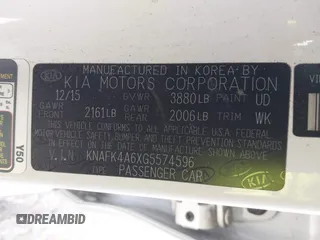 MANUFACTURED IN KOREA BY
KIA MOTORS CORPORATION
12/15 GVWR 3880LB PAINT UD
GAWR FRONT 2161LB GAWR REAR 2006LB TRIM WK
THIS VEHICLE CONFORMS TO ALL APPLICABLE U.S.A FEDERAL
MOTOR VEHICLE SAFETY, BUMPER AND THEFT PREVENTION
STANDARDS IN EFFECT ON THE DATE OF MANUFACTURE
SHOWN ABOVE.
V.I.N : KNAFK4A6XG5574596
TYPE : PASSENGER CAR
KIA
Y50
DREAMBID